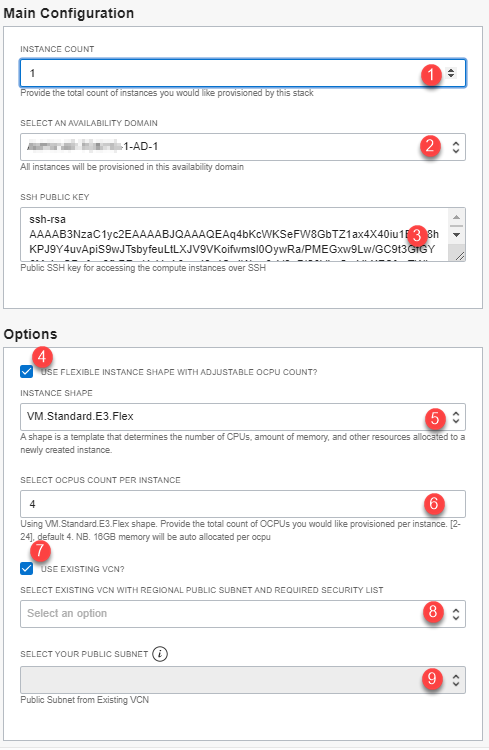 Main Configuration
INSTANCE COUNT
1
1
Provide the total count of instances you would like provisioned by this stack
SELECT AN AVAILABILITY DOMAIN
-1-AD-1
2
All instances will be provisioned in this availability domain
SSH PUBLIC KEY
ssh-rsa
3
Public SSH key for accessing the compute instances over SSH
Options
4
USE FLEXIBLE INSTANCE SHAPE WITH ADJUSTABLE OCPU COUNT?
INSTANCE SHAPE
VM.Standard.E3.Flex
5
A shape is a template that determines the number of CPUs, amount of memory, and other resources allocated to a
newly created instance.
SELECT OCPUS COUNT PER INSTANCE
4
6
Using VM.Standard.E3.Flex shape. Provide the total count of OCPUs you would like provisioned per instance. [2-
24], default 4. NB. 16GB memory will be auto allocated per ocpu
7
USE EXISTING VCN?
SELECT EXISTING VCN WITH REGIONAL PUBLIC SUBNET AND REQUIRED SECURITY LIST
Select an option
8
SELECT YOUR PUBLIC SUBNET i
9
Public Subnet from Existing VCN